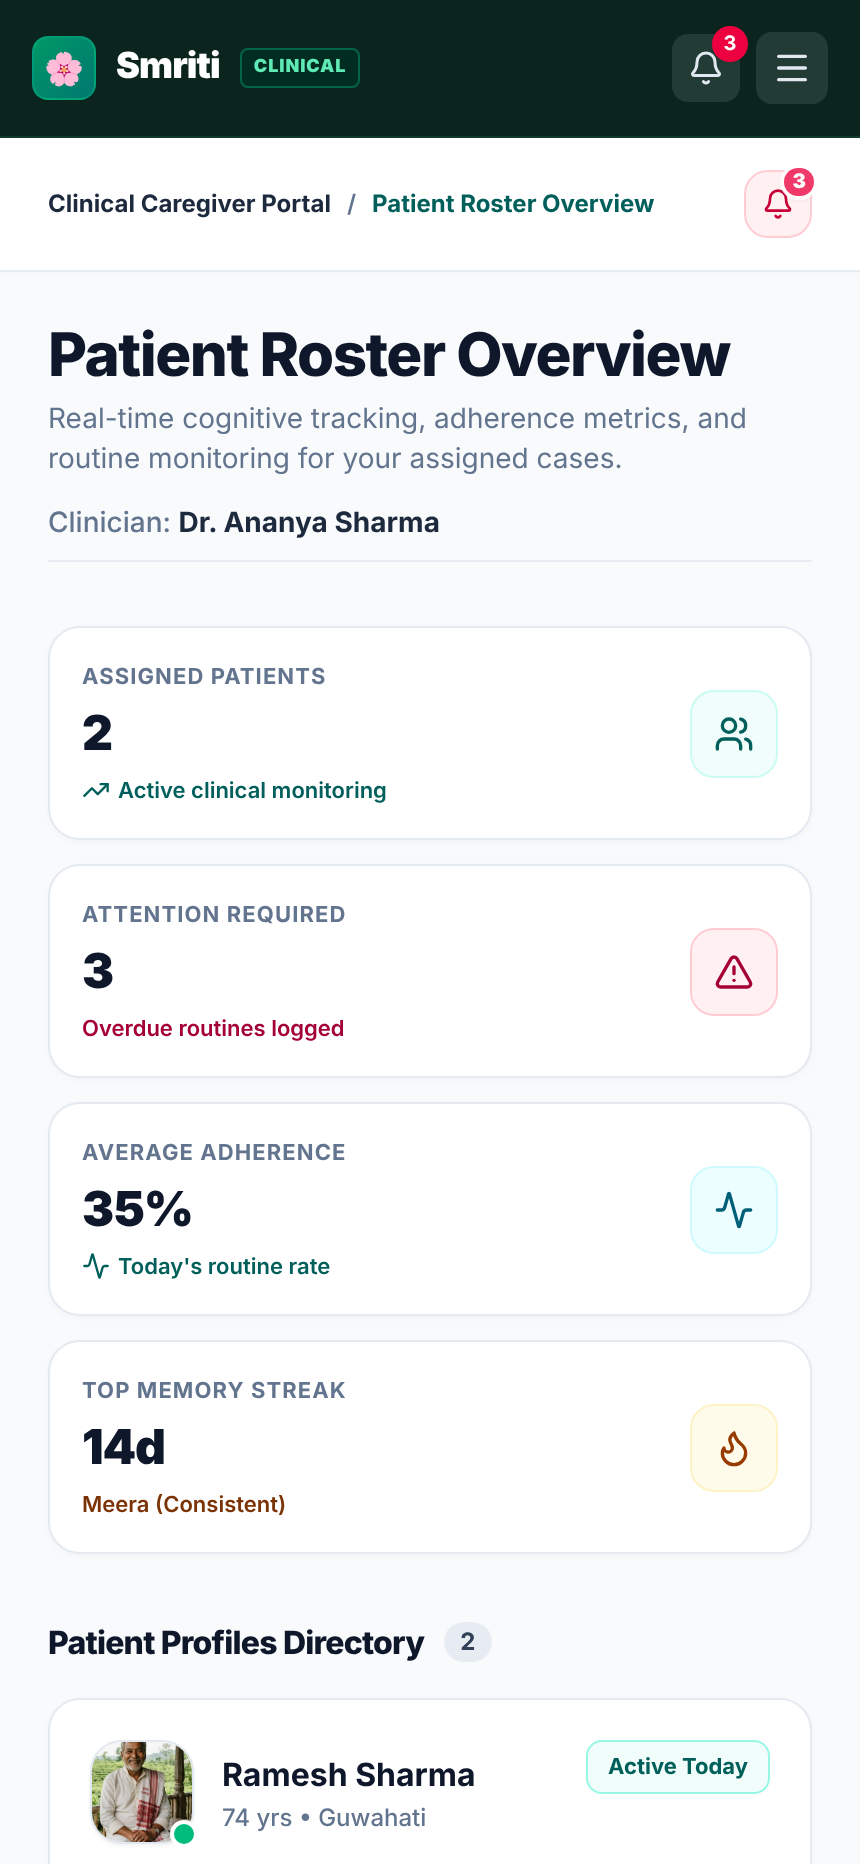 Smriti
CLINICAL
3
Clinical Caregiver Portal / Patient Roster Overview
3
Patient Roster Overview
Real-time cognitive tracking, adherence metrics, and
routine monitoring for your assigned cases.
Clinician: Dr. Ananya Sharma
ASSIGNED PATIENTS
2
Active clinical monitoring
ATTENTION REQUIRED
3
Overdue routines logged
AVERAGE ADHERENCE
35%
Today's routine rate
TOP MEMORY STREAK
14d
Meera (Consistent)
Patient Profiles Directory 2
Ramesh Sharma
Active Today
74 yrs • Guwahati